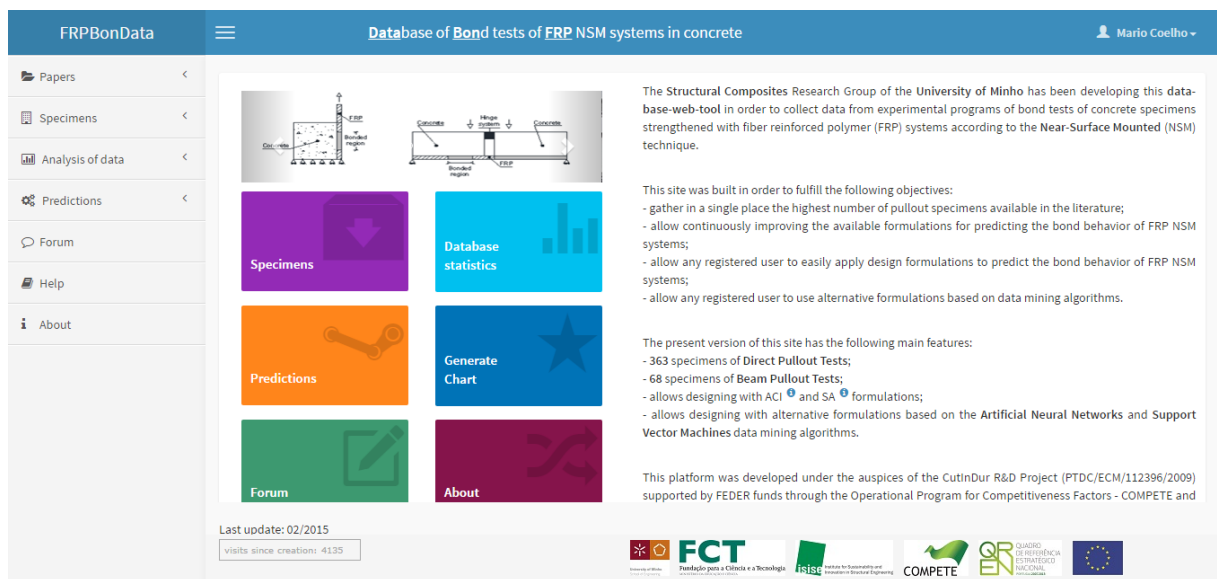 FRPBonData
Database of Bond tests of FRP NSM systems in concrete
Mario Coelho
Papers
Specimens
Analysis of data
Predictions
Forum
Help
About
FRP
Bonded
region
Concrete
Concrete
Hinge
system
Concrete
Bonded
region
FRP
Specimens
Database
statistics
Predictions
Generate
Chart
Forum
About
The Structural Composites Research Group of the University of Minho has been developing this data-
base-web-tool in order to collect data from experimental programs of bond tests of concrete specimens
strengthened with fiber reinforced polymer (FRP) systems according to the Near-Surface Mounted (NSM)
technique.
This site was built in order to fulfill the following objectives:
- gather in a single place the highest number of pullout specimens available in the literature;
- allow continuously improving the available formulations for predicting the bond behavior of FRP NSM
systems;
- allow any registered user to easily apply design formulations to predict the bond behavior of FRP NSM
systems;
- allow any registered user to use alternative formulations based on data mining algorithms.
The present version of this site has the following main features:
- 363 specimens of Direct Pullout Tests;
- 68 specimens of Beam Pullout Tests;
- allows designing with ACI and SA formulations;
- allows designing with alternative formulations based on the Artificial Neural Networks and Support
Vector Machines data mining algorithms.
This platform was developed under the auspices of the CutInDur R&D Project (PTDC/ECM/112396/2009)
supported by FEDER funds through the Operational Program for Competitiveness Factors - COMPETE and
Last update: 02/2015
visits since creation: 4135
FCT
Fundação para a Ciência e a Tecnologia
isise
Institute for Sustainability and
Innovation in Structural Engineering
COMPETE
QREN
QUADRO
DE REFERÊNCIA
ESTRATÉGICO
NACIONAL